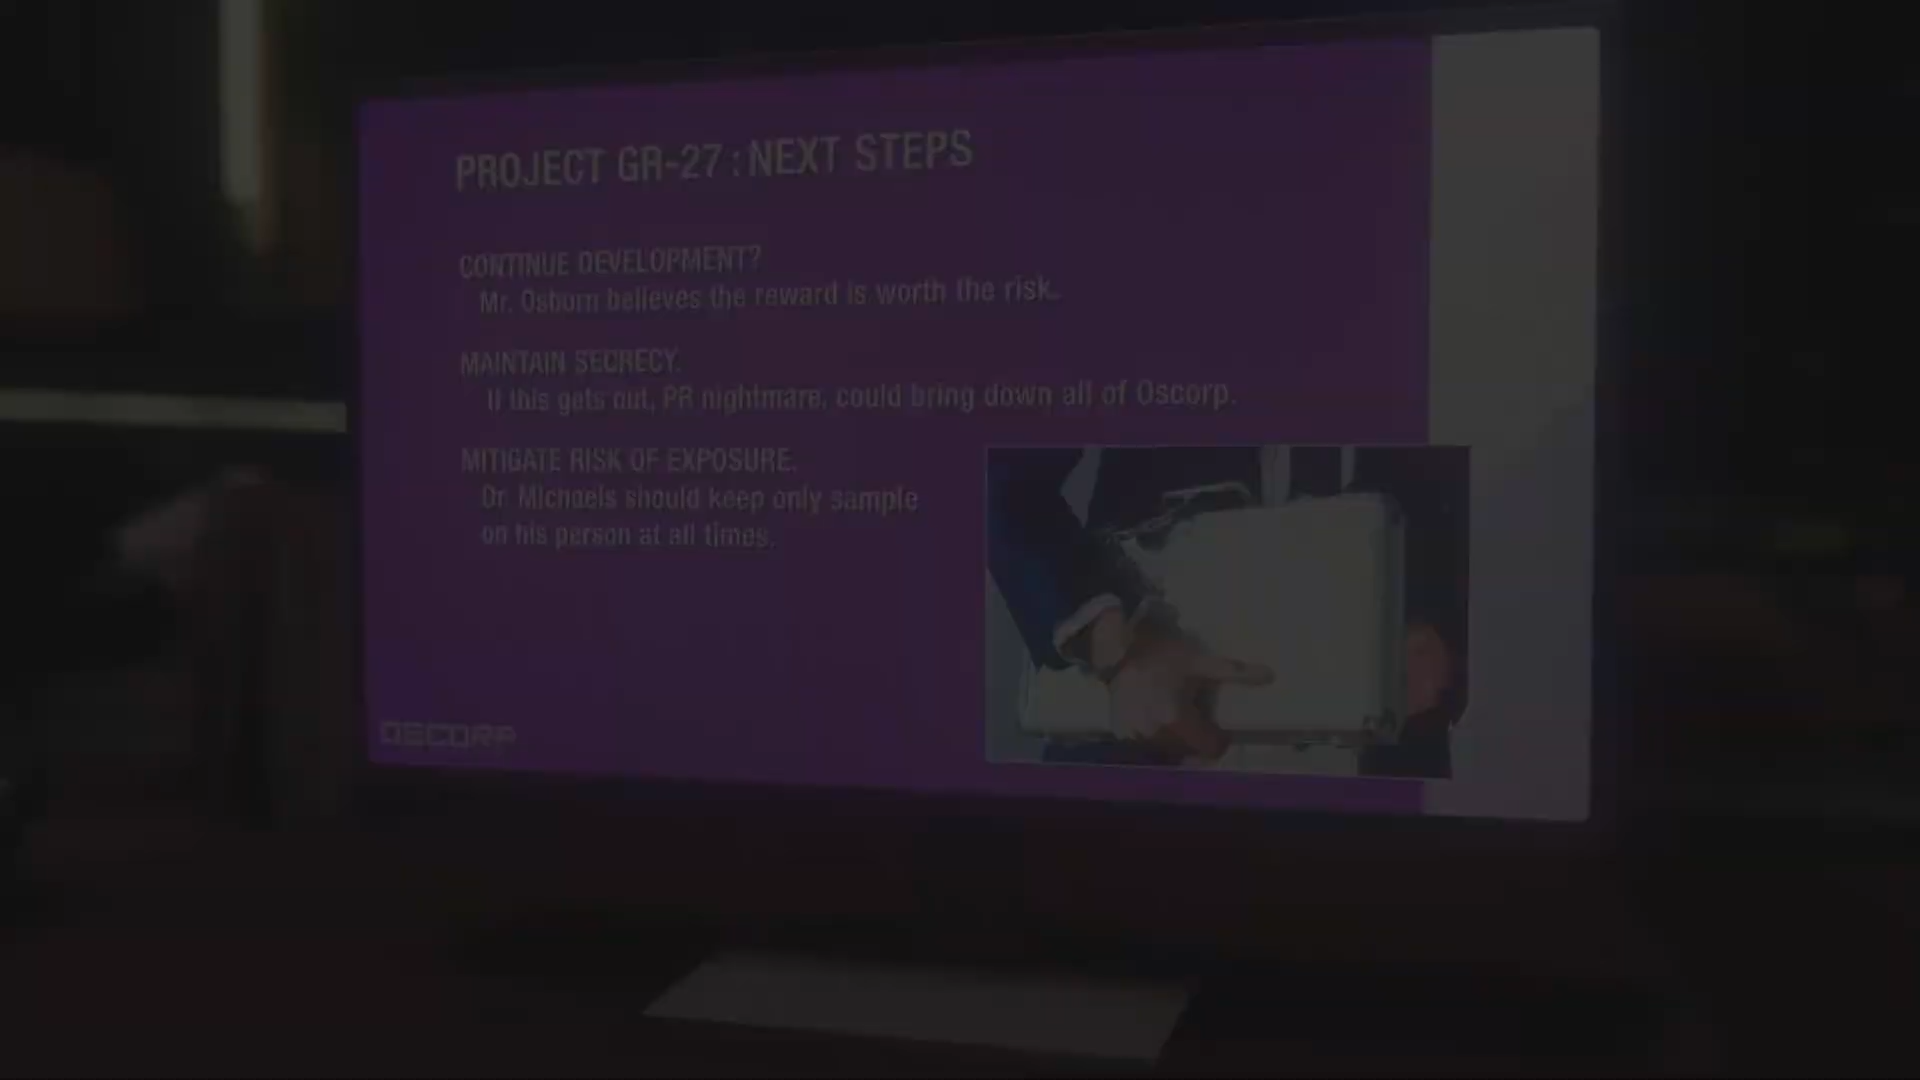 PROJECT GR-27 : NEXT STEPS
CONTINUE DEVELOPMENT?
Mr. Osborn believes the reward is worth the risk.
MAINTAIN SECRECY.
If this gets out, PR nightmare, could bring down all of Oscorp.
MITIGATE RISK OF EXPOSURE.
Dr. Michaels should keep only sample
on his person at all times.
OSCORP